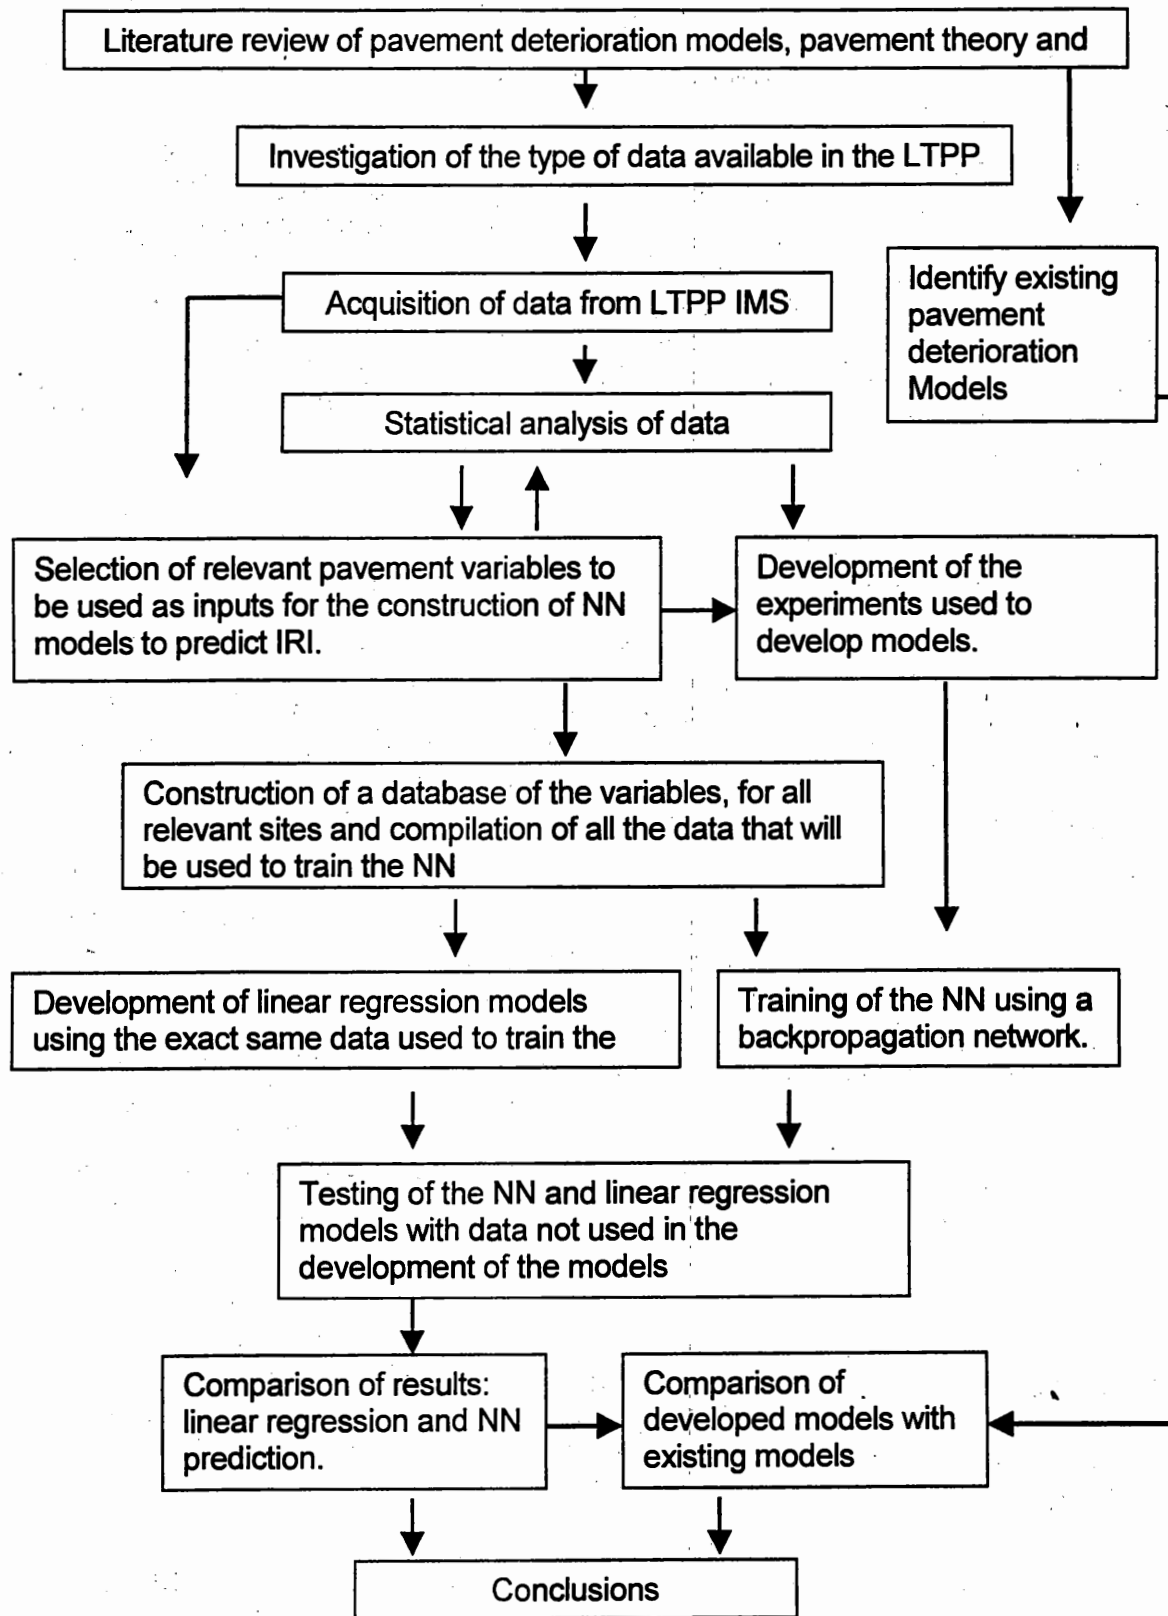 Literature review of pavement deterioration models, pavement theory and
Investigation of the type of data available in the LTPP
Acquisition of data from LTPP IMS
Identify existing
pavement
deterioration
Models
Statistical analysis of data
Selection of relevant pavement variables to
be used as inputs for the construction of NN
models to predict IRI.
Development of the
experiments used to
develop models.
Construction of a database of the variables, for all
relevant sites and compilation of all the data that will
be used to train the NN
Development of linear regression models
using the exact same data used to train the
Training of the NN using a
backpropagation network.
Testing of the NN and linear regression
models with data not used in the
development of the models
Comparison of results:
linear regression and NN
prediction.
Comparison of
developed models with
existing models
Conclusions